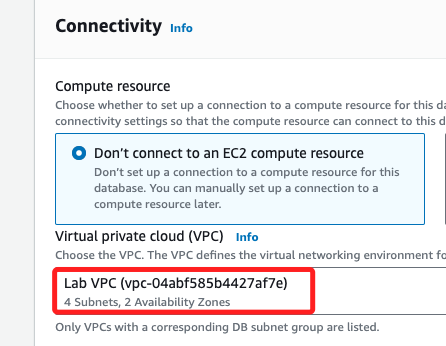 Connectivity Info
Compute resource
Choose whether to set up a connection to a compute resource for this
connectivity settings so that the compute resource can connect to this
Don't connect to an EC2 compute resource
Don't set up a connection to a compute resource for this
database. You can manually set up a connection to a
compute resource later.
Virtual private cloud (VPC) Info
Choose the VPC. The VPC defines the virtual networking environment
Lab VPC (vpc-04abf585b4427af7e)
4 Subnets, 2 Availability Zones
Only VPCs with a corresponding DB subnet group are listed.